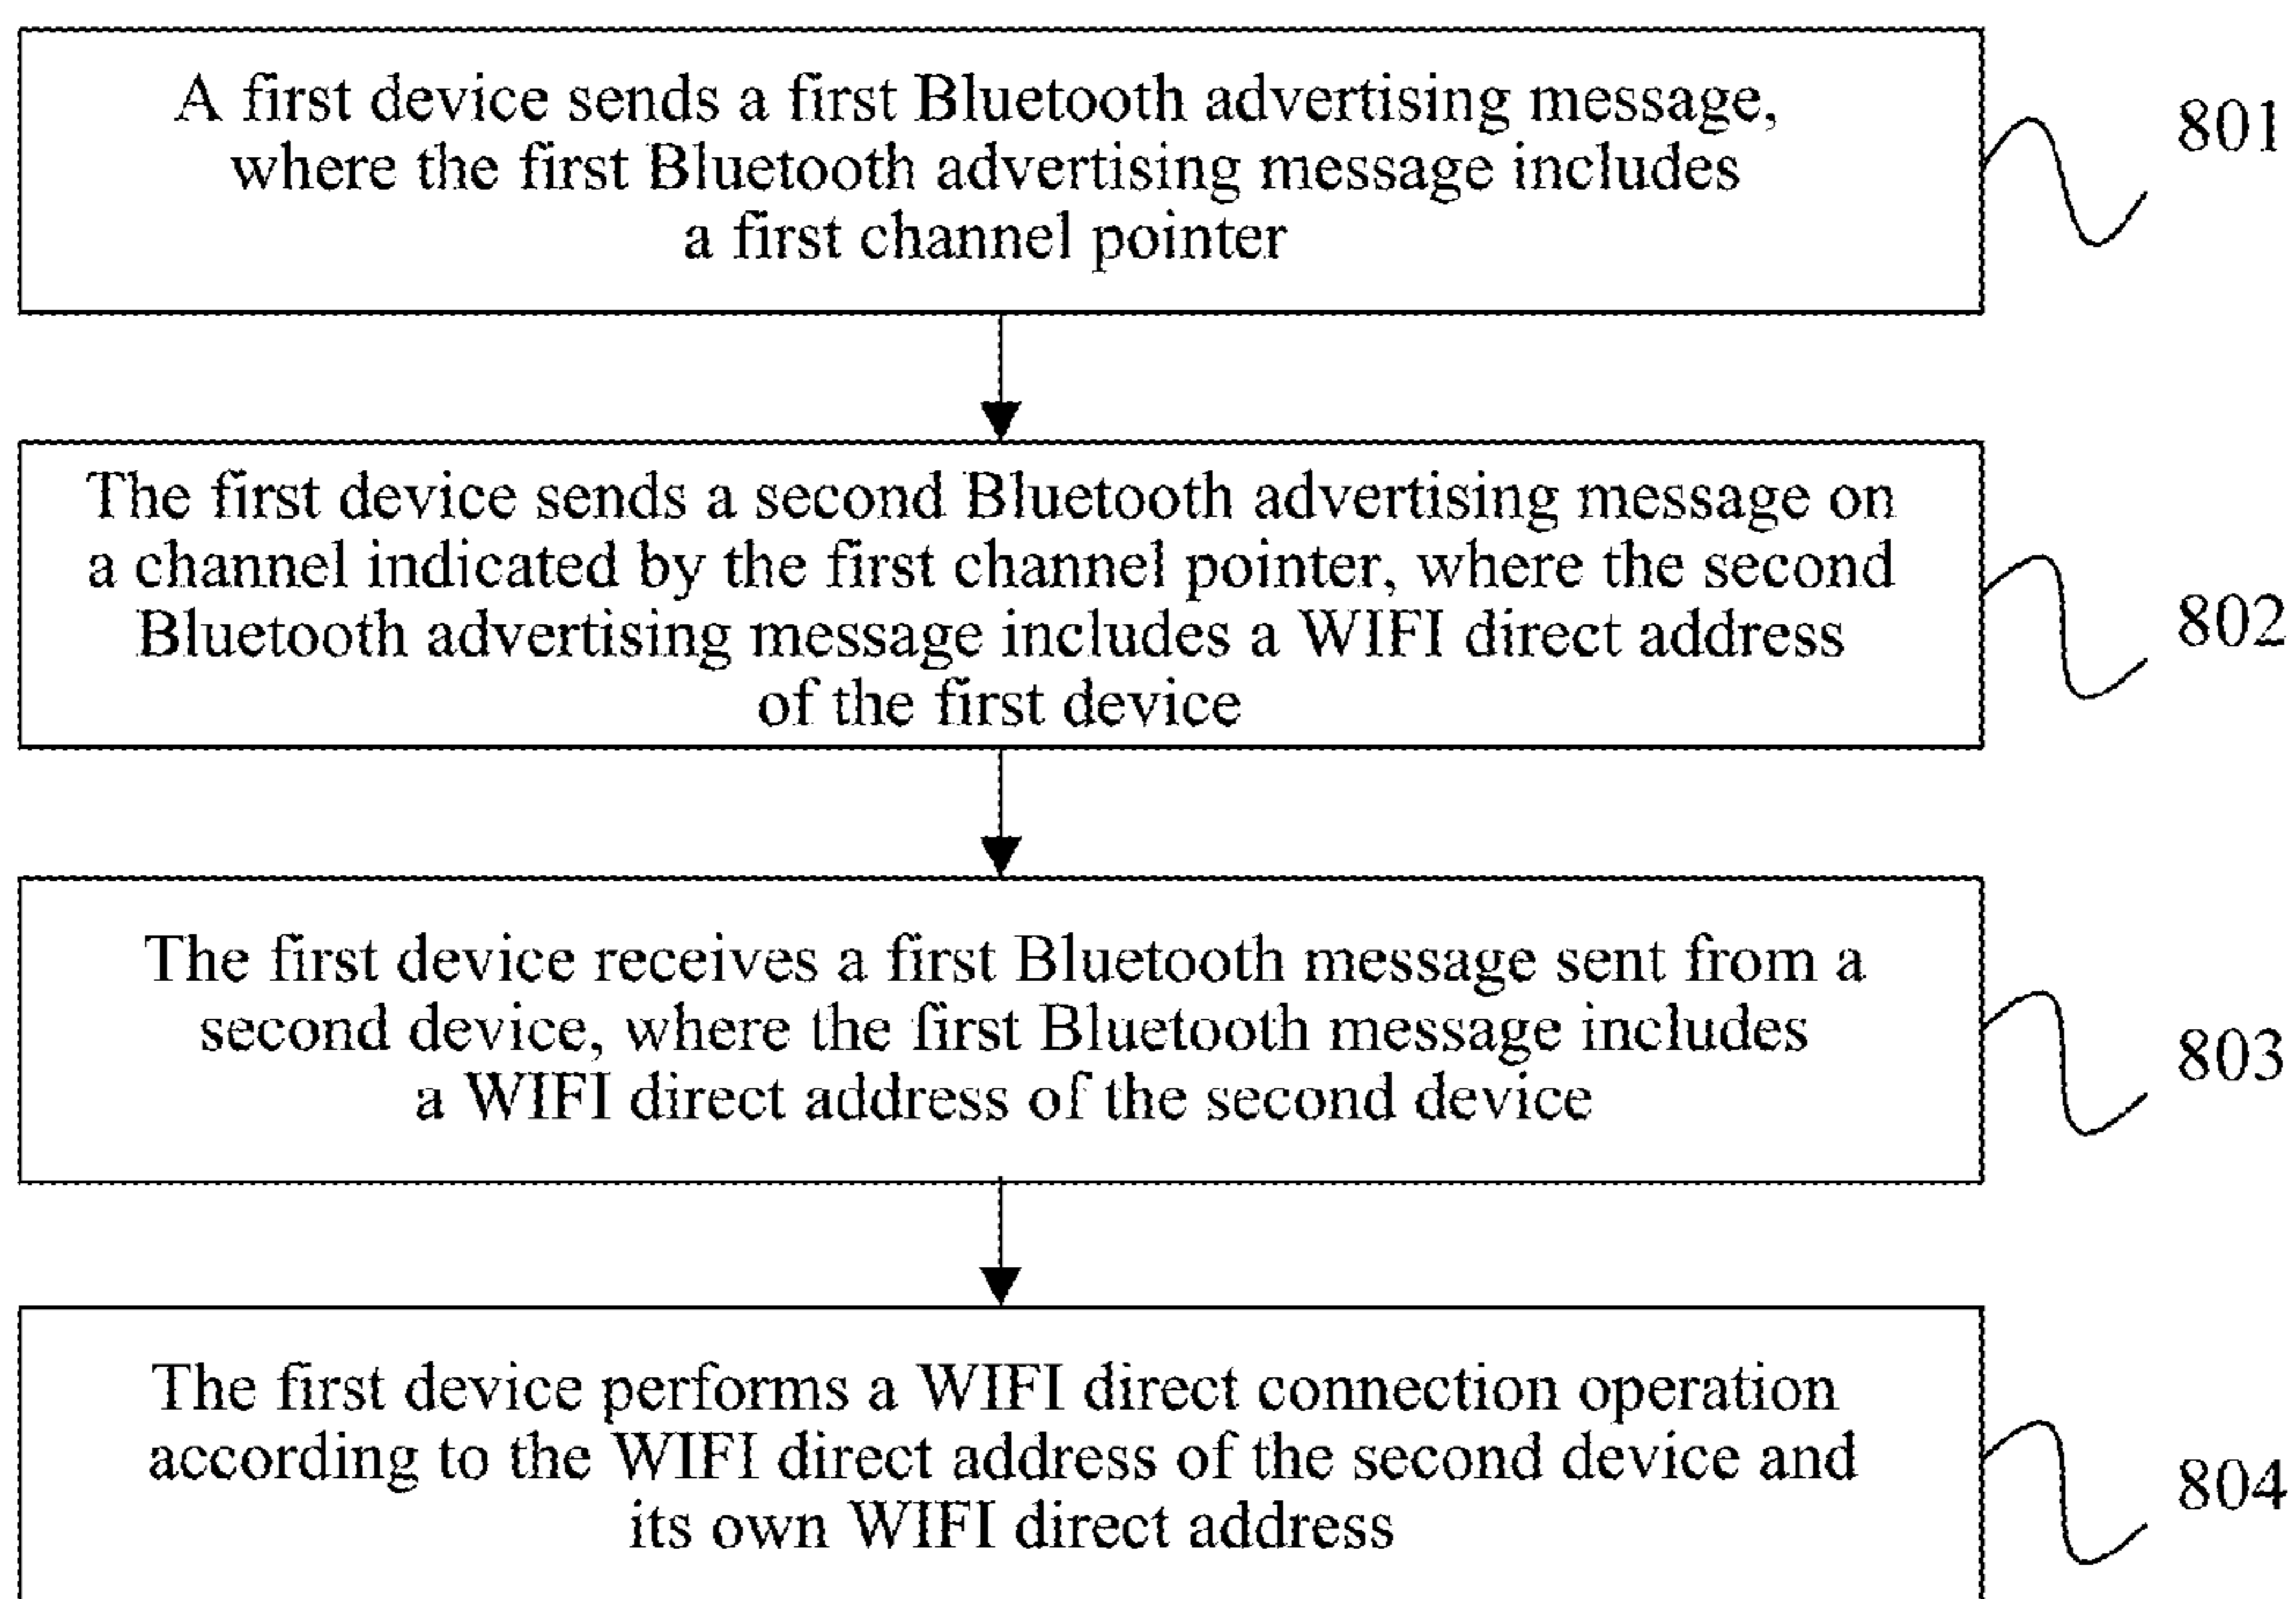 A first device sends a first Bluetooth advertising message,
where the first Bluetooth advertising message includes
a first channel pointer
801
The first device sends a second Bluetooth advertising message on
a channel indicated by the first channel pointer, where the second
Bluetooth advertising message includes a WIFI direct address
of the first device
802
The first device receives a first Bluetooth message sent from a
second device, where the first Bluetooth message includes
a WIFI direct address of the second device
803
The first device performs a WIFI direct connection operation
according to the WIFI direct address of the second device and
its own WIFI direct address
804